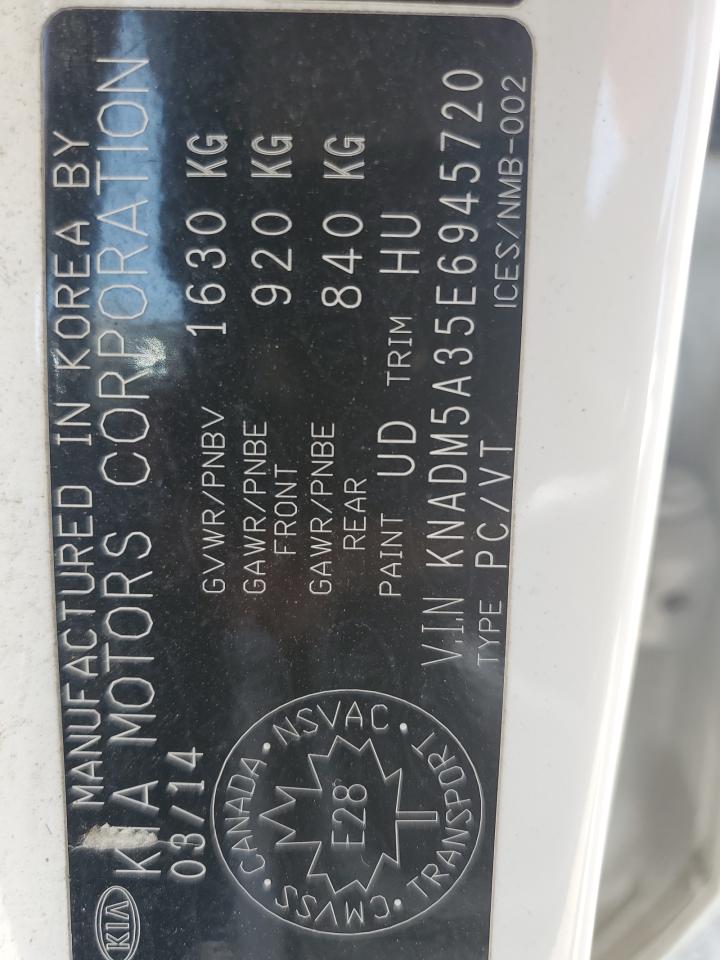 MANUFACTURED IN KOREA BY
KIA KIA MOTORS CORPORATION
03/14
GVWR/PNBV 1630 KG
GAWR/PNBE FRONT 920 KG
GAWR/PNBE REAR 840 KG
PAINT UD TRIM HU
V.I.N KNADM5A35E6945720
TYPE PC/VT ICES/NMB-002
CANADA · NSVAC · TRANSPORT · CMVSS ·
E28